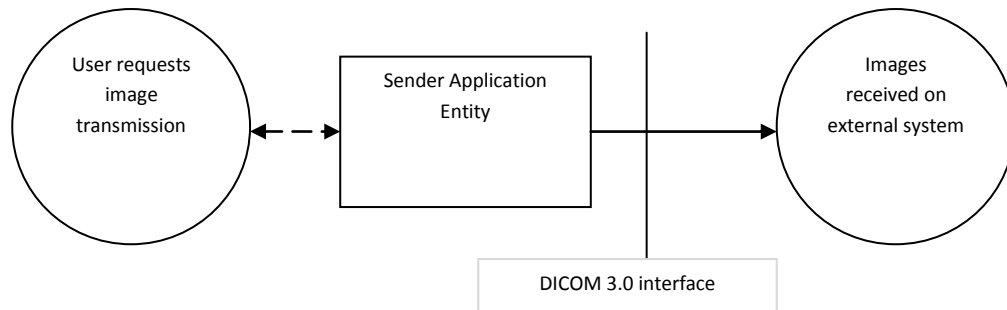 User requests
image
transmission
Sender Application
Entity
Images
received on
external system
DICOM 3.0 interface